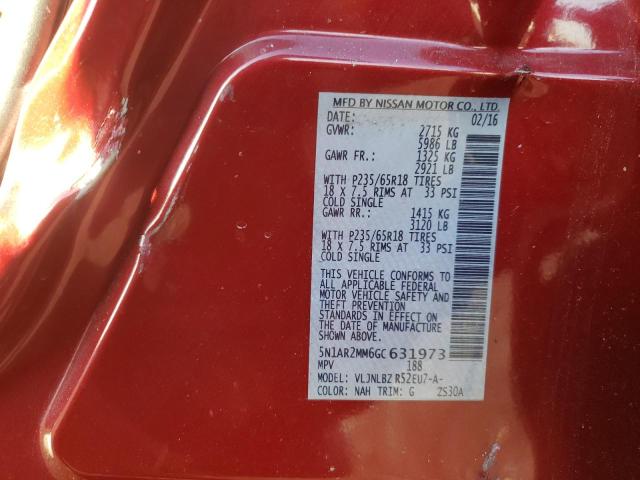 MFD BY NISSAN MOTOR CO., LTD.
DATE: 02/16
GVWR: 2715 KG
5986 LB
GAWR FR.: 1325 KG
2921 LB
WITH P235/65R18 TIRES
18 X 7.5 RIMS AT 33 PSI
COLD SINGLE
GAWR RR.: 1415 KG
3120 LB
WITH P235/65R18 TIRES
18 X 7.5 RIMS AT 33 PSI
COLD SINGLE
THIS VEHICLE CONFORMS TO
ALL APPLICABLE FEDERAL
MOTOR VEHICLE SAFETY AND
THEFT PREVENTION
STANDARDS IN EFFECT ON
THE DATE OF MANUFACTURE
SHOWN ABOVE.
5N1AR2MM6GC631973
MPV 188
MODEL: VLJNLBZ R52EU7-A-
COLOR: NAH TRIM: G ZS30A